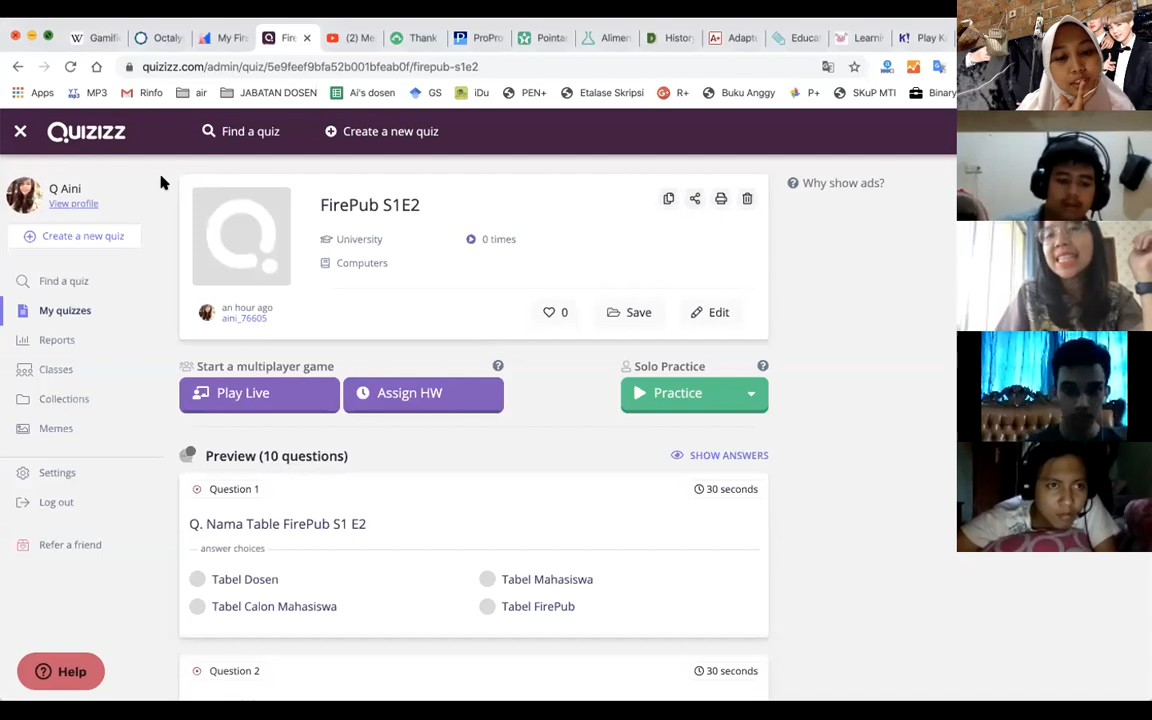 Gamifi
Octalys
My Firs
Fire
(2) Me
Thank
ProPro
Pointa
Alimen
Histor
Adapt
Educa
Learni
Play K
quizizz.com/admin/quiz/5e9feef9bfa52b001bfeab0f/firepub-s1e2
Apps
MP3
Rinfo
air
JABATAN DOSEN
Ai's dosen
GS
iDu
PEN+
Etalase Skripsi
R+
Buku Anggy
P+
SKuP MTI
Binary
Quizizz
Find a quiz
Create a new quiz
Q Aini
View profile
Create a new quiz
Find a quiz
My quizzes
Reports
Classes
Collections
Memes
Settings
Log out
Refer a friend
Help
FirePub S1E2
University
0 times
Computers
an hour ago
aini_76605
0
Save
Edit
Why show ads?
Start a multiplayer game
Solo Practice
Play Live
Assign HW
Practice
Preview (10 questions)
SHOW ANSWERS
Question 1
30 seconds
Q. Nama Table FirePub S1 E2
answer choices
Tabel Dosen
Tabel Mahasiswa
Tabel Calon Mahasiswa
Tabel FirePub
Question 2
30 seconds